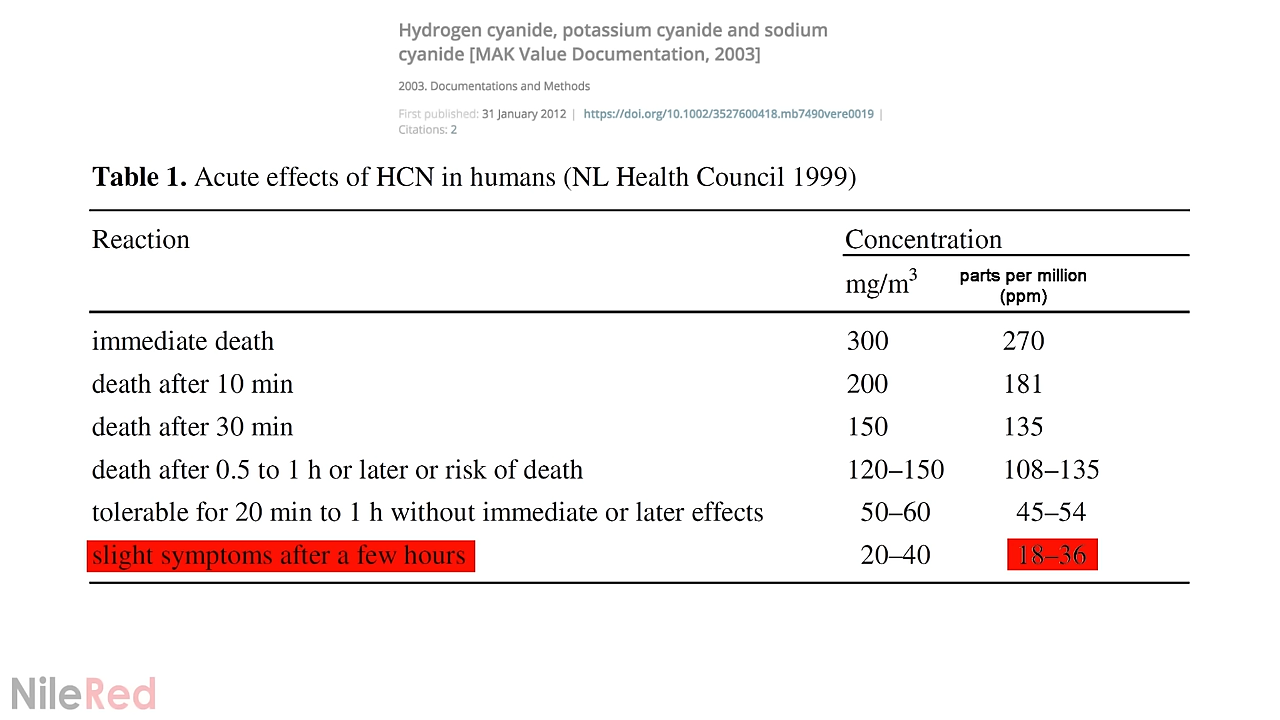 Hydrogen cyanide, potassium cyanide and sodium
cyanide [MAK Value Documentation, 2003]
2003. Documentations and Methods
First published: 31 January 2012 | https://doi.org/10.1002/3527600418.mb7490vere0019 |
Citations: 2
Table 1. Acute effects of HCN in humans (NL Health Council 1999)
Reaction Concentration
mg/m³ parts per million
(ppm)
immediate death 300 270
death after 10 min 200 181
death after 30 min 150 135
death after 0.5 to 1 h or later or risk of death 120–150 108–135
tolerable for 20 min to 1 h without immediate or later effects 50–60 45–54
slight symptoms after a few hours 20–40 18–36
NileRed